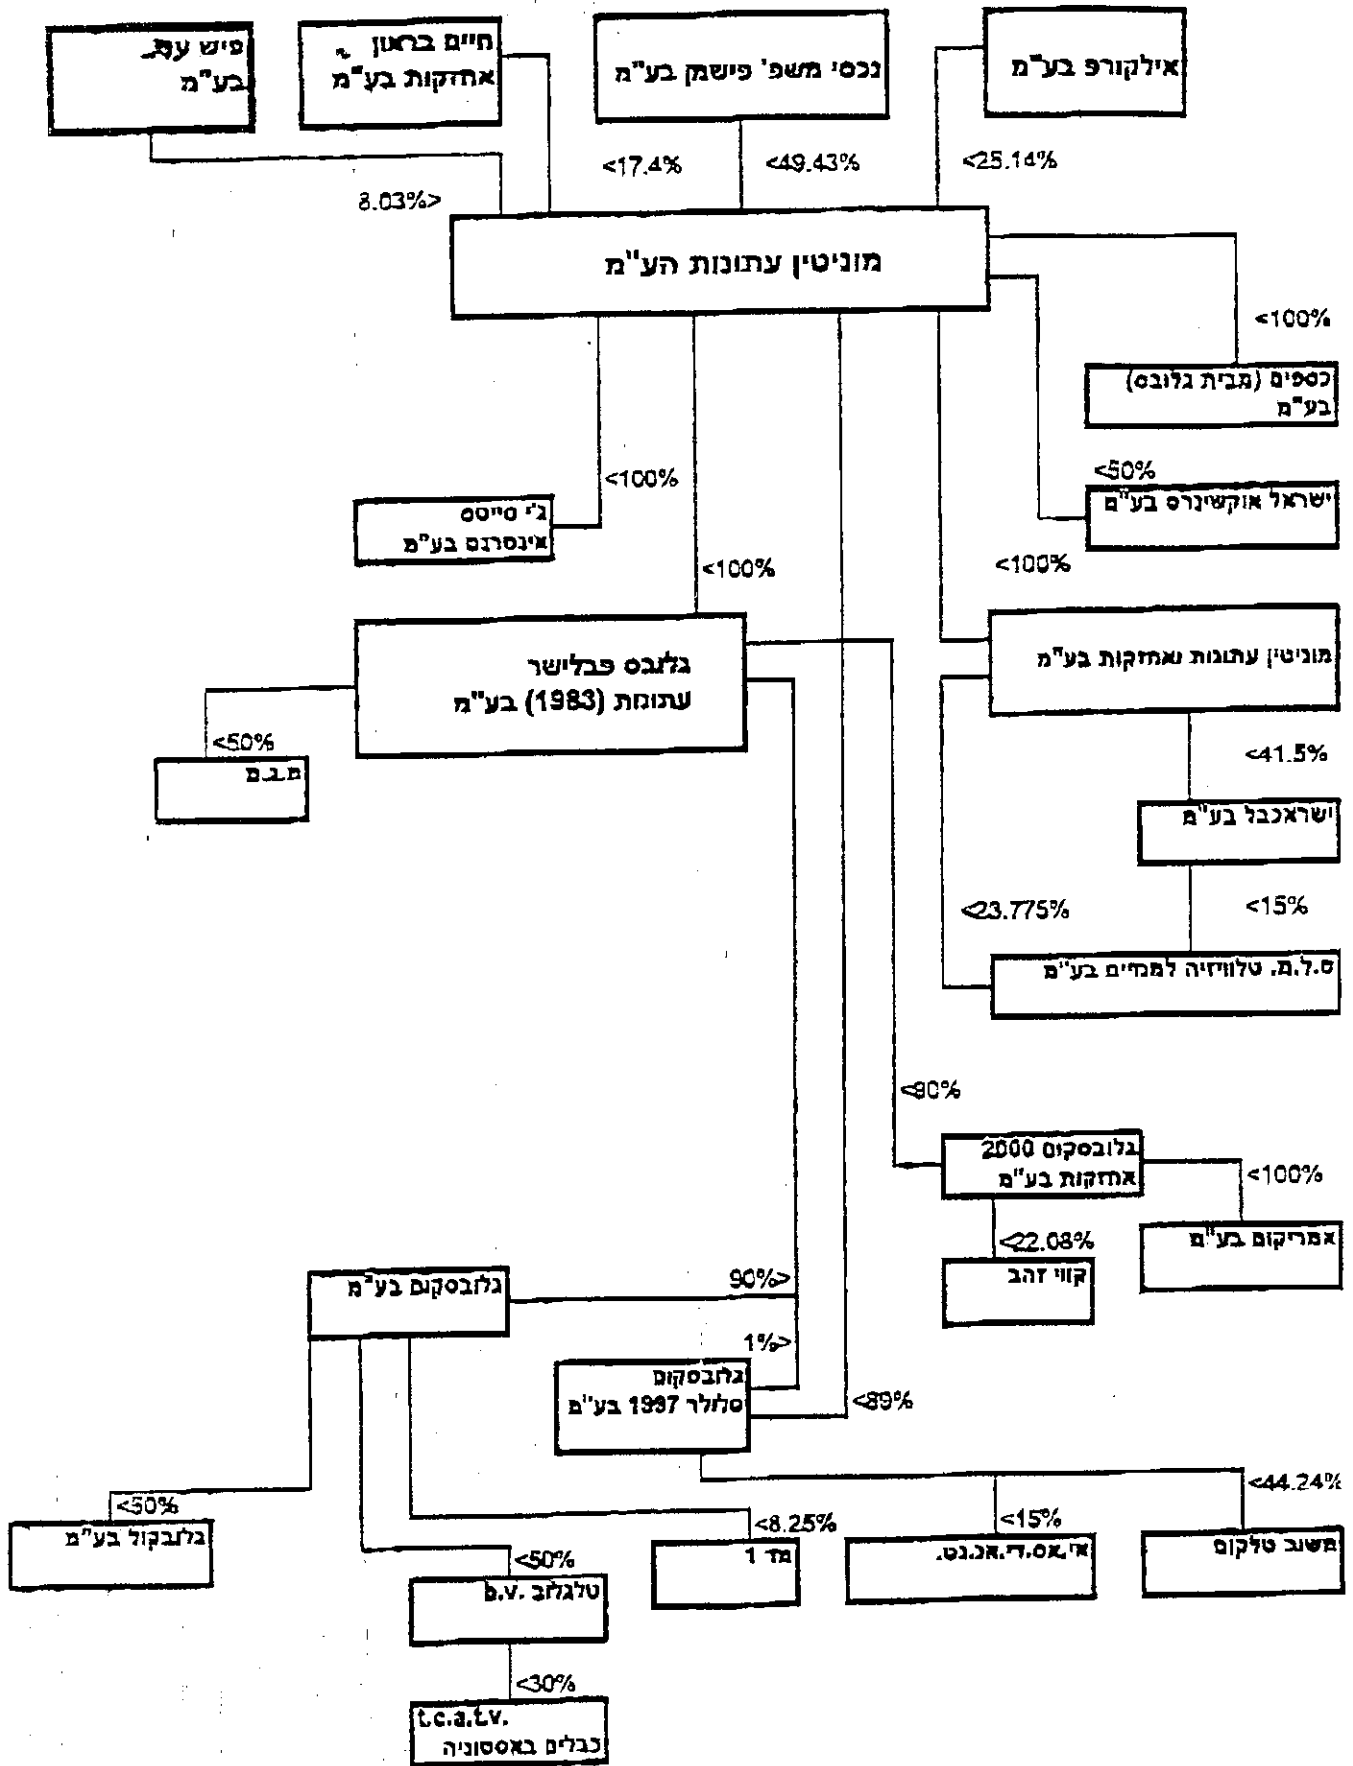 פיש
בע"מ
חיים בראון
אחזקות בע"מ
נכסי משפ' פישמן בע"מ
אילקורפ בע"מ
<17.4%
<49.43%
<25.14%
8.03%>
מוניטין עתונות הע"מ
<100%
כספים (מבית גלובס)
בע"מ
<50%
ישראל אוקשינרס בע"מ
<100%
ג'י סייסס
אינסרנס בע"מ
<100%
<100%
גלובס פבלישר
עתונות (1983) בע"מ
מוניטין עתונות ואחזקות בע"מ
<50%
מ.ג.מ
<41.5%
ישראכבל בע"מ
<23.775%
<15%
ס.ל.מ. טלוויזיה למנויים בע"מ
<90%
גלובסקום 2000
אחזקות בע"מ
<100%
<22.08%
אמריקום בע"מ
קווי זהב
גלובסקום בע"מ
90%>
1%>
גלובסקום
סלולר 1997 בע"מ
<89%
<44.24%
<50%
גלובקול בע"מ
<8.25%
מד 1
<15%
אי.אס.די.אנ.נט.
משוב טלקום
<50%
טלגלוב b.v.
<30%
t.c.a.t.v.
כבלים באסטוניה